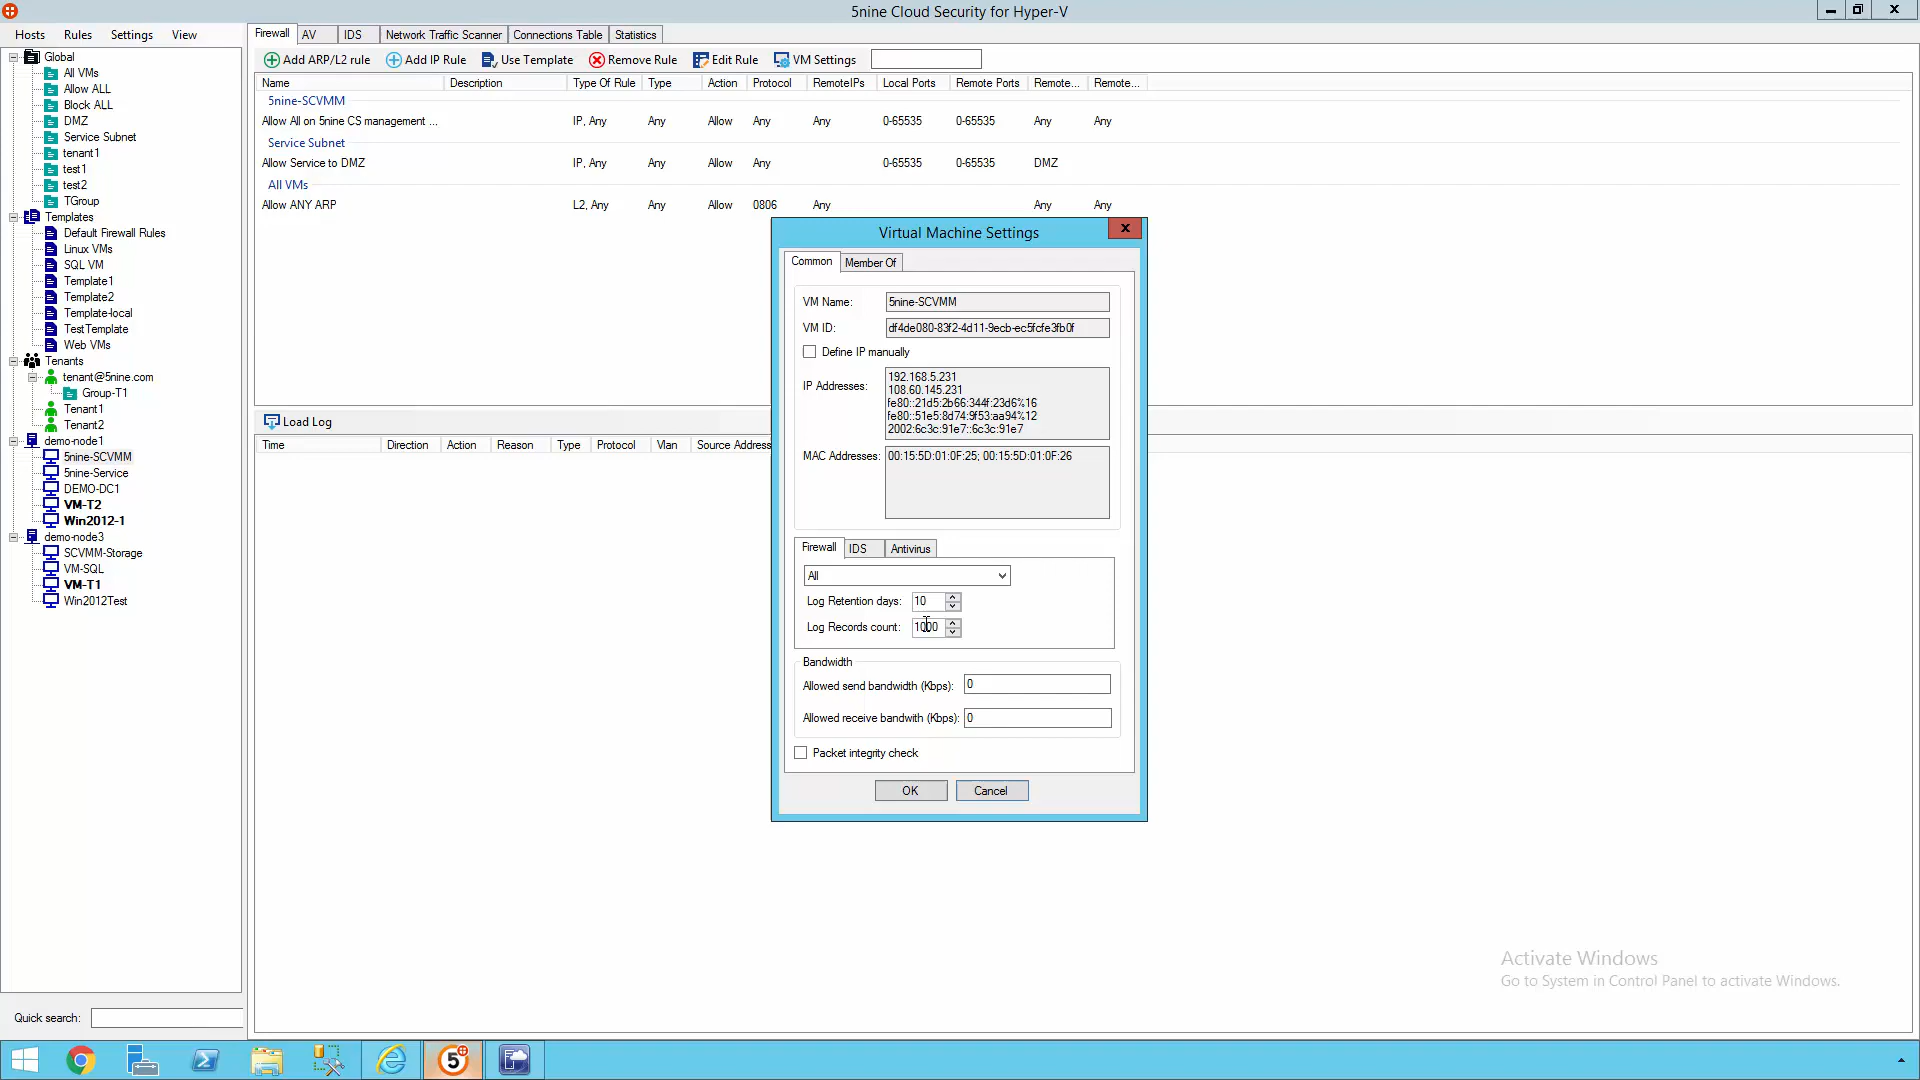 5nine Cloud Security for Hyper-V
Hosts Rules Settings View
Global
All VMs
Allow ALL
Block ALL
DMZ
Service Subnet
tenant1
test1
test2
TGroup
Templates
Default Firewall Rules
Linux VMs
SQL VM
Template1
Template2
Template-local
TestTemplate
Web VMs
Tenants
tenant@5nine.com
Group-T1
Tenant1
Tenant2
demo-node1
5nine-SCVMM
5nine-Service
DEMO-DC1
VM-T2
Win2012-1
demo-node3
SCVMM-Storage
VM-SQL
VM-T1
Win2012Test
Quick search:
Firewall AV IDS Network Traffic Scanner Connections Table Statistics
Add ARP/L2 rule Add IP Rule Use Template Remove Rule Edit Rule VM Settings
Name Description Type Of Rule Type Action Protocol RemoteIPs Local Ports Remote Ports Remote... Remote...
5nine-SCVMM
Allow All on 5nine CS management ... IP, Any Any Allow Any Any 0-65535 0-65535 Any Any
Service Subnet
Allow Service to DMZ IP, Any Any Allow Any 0-65535 0-65535 DMZ
All VMs
Allow ANY ARP L2, Any Any Allow 0806 Any Any Any
Load Log
Time Direction Action Reason Type Protocol Vlan Source Address
Virtual Machine Settings
x
Common Member Of
VM Name: 5nine-SCVMM
VM ID: df4de080-83f2-4d11-9ecb-ec5fcfe3fb0f
Define IP manually
IP Addresses:
192.168.5.231
108.60.145.231
fe80::21d5:2b66:344f:23d6%16
fe80::51e5:8d74:9f53:aa94%12
2002:6c3c:91e7::6c3c:91e7
MAC Addresses: 00:15:5D:01:0F:25; 00:15:5D:01:0F:26
Firewall IDS Antivirus
All
Log Retention days: 10
Log Records count: 1000
Bandwidth
Allowed send bandwidth (Kbps): 0
Allowed receive bandwith (Kbps): 0
Packet integrity check
OK Cancel
Activate Windows
Go to System in Control Panel to activate Windows.
5